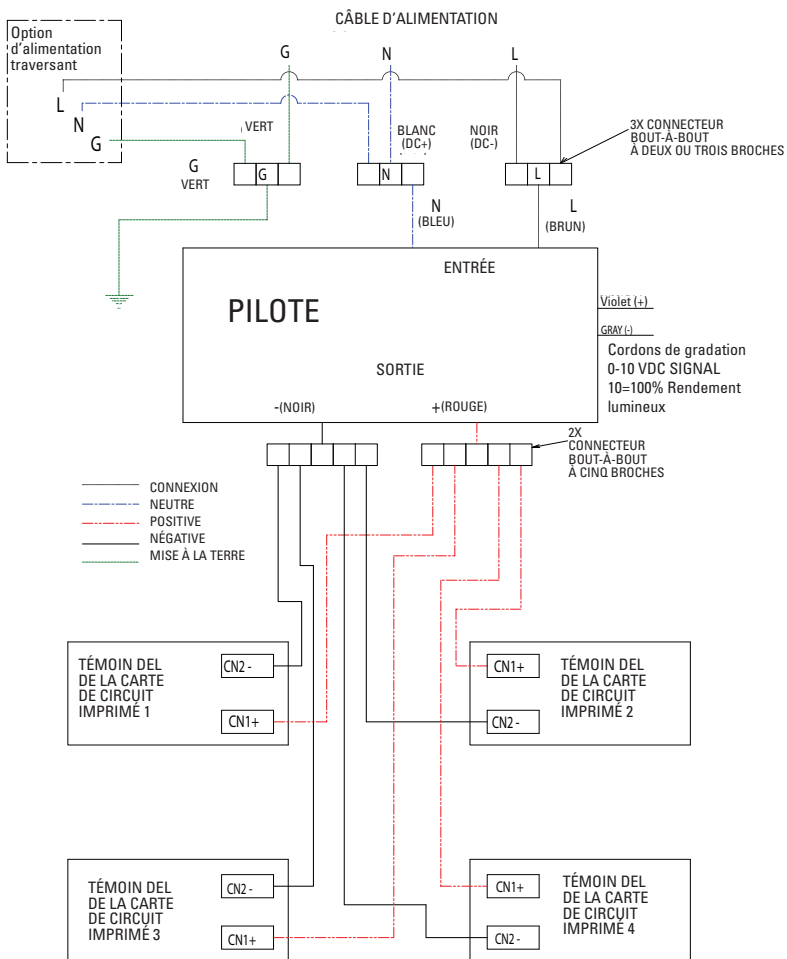 CÂBLE D'ALIMENTATION
Option
d'alimentation
traversant
G
N
L
L
N
G
VERT
BLANC
(DC+)
NOIR
(DC-)
3X CONNECTEUR
BOUT-À-BOUT
À DEUX OU TROIS BROCHES
G
VERT
G
N
L
N
(BLEU)
L
(BRUN)
ENTRÉE
PILOTE
SORTIE
-(NOIR)
+(ROUGE)
Violet (+)
GRAY (-)
Cordons de gradation
0-10 VDC SIGNAL
10=100% Rendement
lumineux
2X
CONNECTEUR
BOUT-À-BOUT
À CINQ BROCHES
CONNEXION
NEUTRE
POSITIVE
NÉGATIVE
MISE À LA TERRE
TÉMOIN DEL
DE LA CARTE
DE CIRCUIT
IMPRIMÉ 1
CN2 -
CN1+
CN1+
CN2 -
TÉMOIN DEL
DE LA CARTE
DE CIRCUIT
IMPRIMÉ 2
TÉMOIN DEL
DE LA CARTE
DE CIRCUIT
IMPRIMÉ 3
CN2 -
CN1+
CN1+
CN2 -
TÉMOIN DEL
DE LA CARTE
DE CIRCUIT
IMPRIMÉ 4